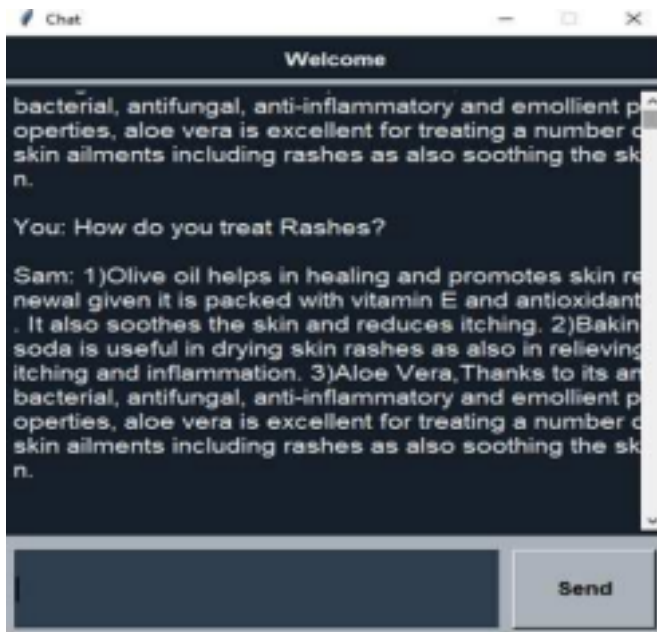 Chat
Welcome
bacterial, antifungal, anti-inflammatory and emollient p
operties, aloe vera is excellent for treating a number o
skin ailments including rashes as also soothing the sk
n.
You: How do you treat Rashes?
Sam: 1)Olive oil helps in healing and promotes skin re
newal given it is packed with vitamin E and antioxidant
. It also soothes the skin and reduces itching. 2)Bakin
soda is useful in drying skin rashes as also in relieving
itching and inflammation. 3)Aloe Vera,Thanks to its an
bacterial, antifungal, anti-inflammatory and emollient p
operties, aloe vera is excellent for treating a number o
skin ailments including rashes as also soothing the sk
n.
Send